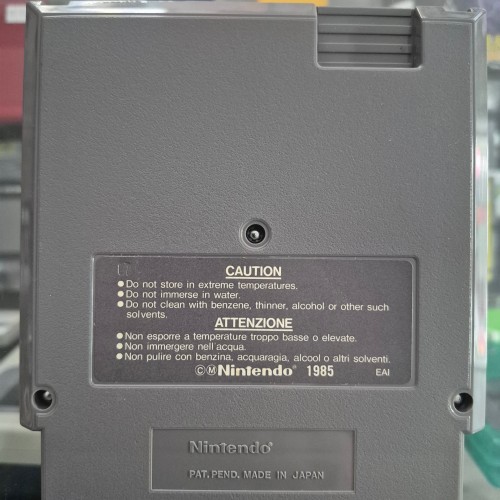 CAUTION
●Do not store in extreme temperatures.
●Do not immerse in water.
●Do not clean with benzene, thinner, alcohol or other such
solvents.
ATTENZIONE
●Non esporre a temperature troppo basse o elevate.
●Non immergere nell'acqua.
●Non pulire con benzina, acquaragia, alcool o altri solventi.
©Ⓜ Nintendo® 1985 EAI
Nintendo®
PAT. PEND. MADE IN JAPAN